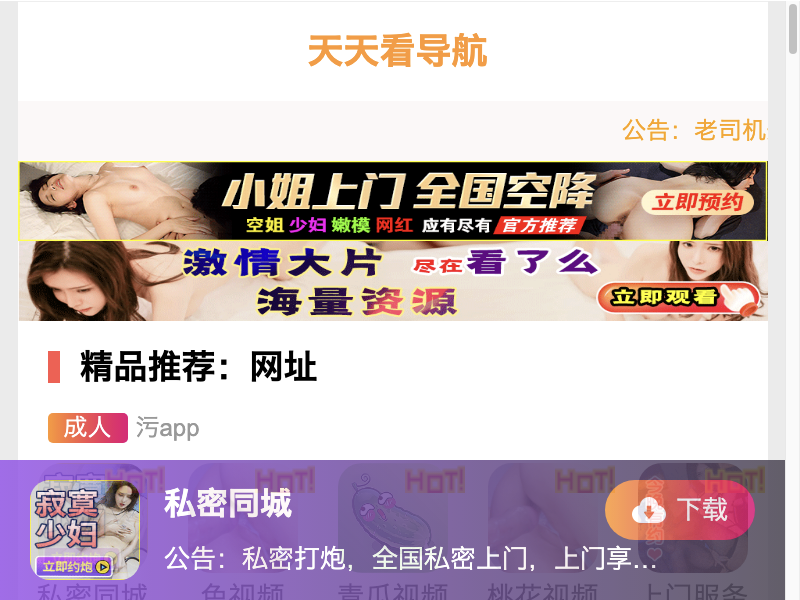 天天看导航
公告：老司机
小姐上门 全国空降
立即预约
空姐 少妇 嫩模 网红 应有尽有 官方推荐
激情大片 尽在看了么
海量资源
立即观看
精品推荐：网址
成人 污app
HOT! HOT! HOT! HOT! HOT!
寂寞
少妇
立即约炮
私密同城
下载
公告：私密打炮，全国私密上门，上门享...
私密同城 色视频 青瓜视频 桃花视频 上门服务